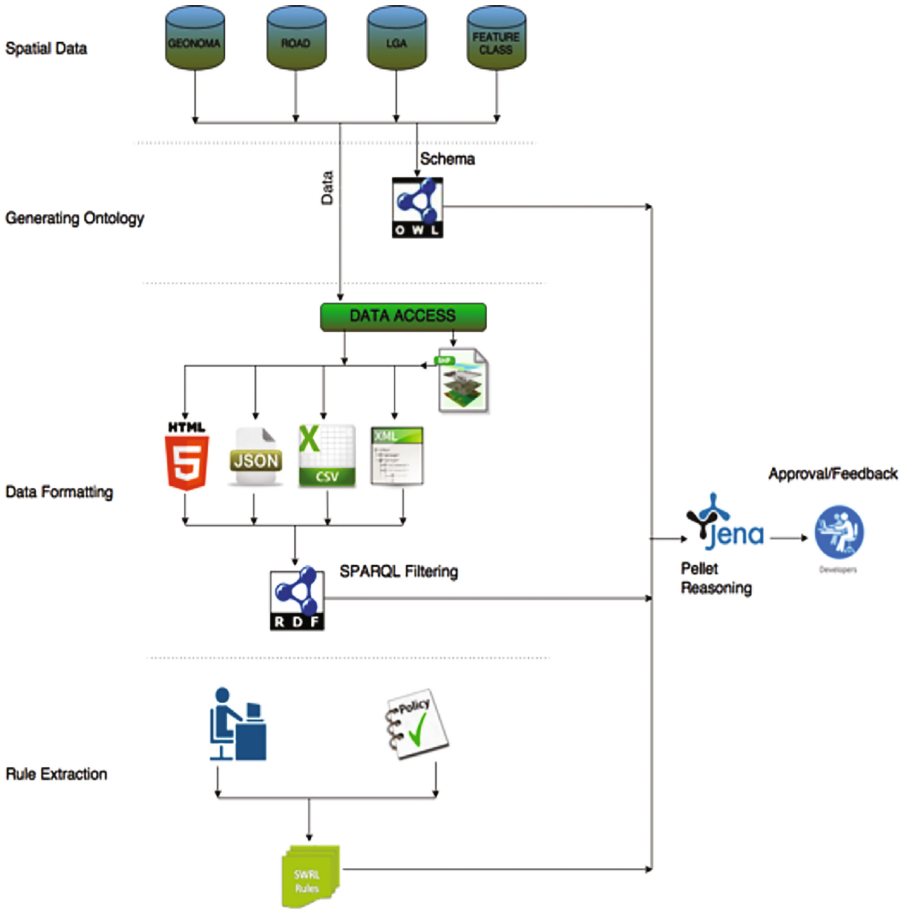 Spatial Data
GEONOMA
ROAD
LGA
FEATURE
CLASS
Schema
Data
OWL
Generating Ontology
DATA ACCESS
SHP
HTML
5
JSON
X
CSV
XML
Data Formatting
SPARQL Filtering
RDF
Jena
Pellet
Reasoning
Approval/Feedback
Developers
Policy
Rule Extraction
SWRL
Rules